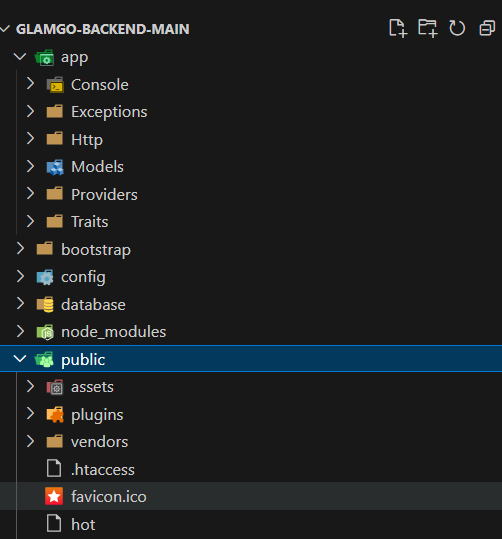 GLAMGO-BACKEND-MAIN
app
Console
Exceptions
Http
Models
Providers
Traits
bootstrap
config
database
node_modules
public
assets
plugins
vendors
.htaccess
favicon.ico
hot